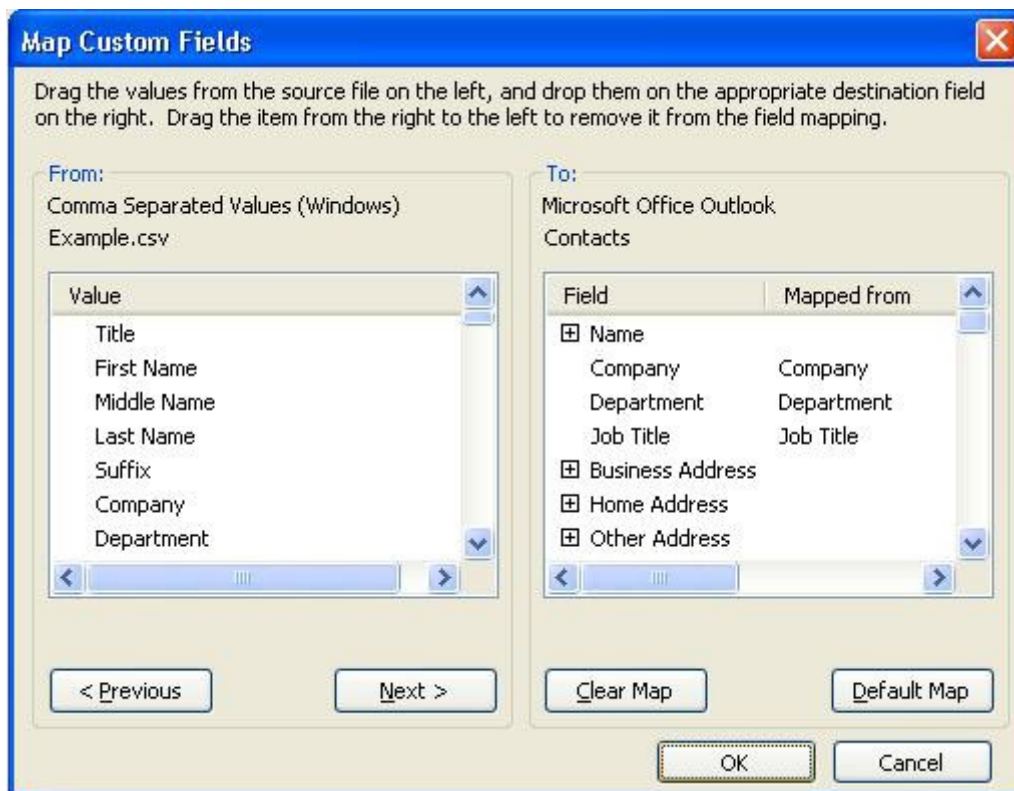 Map Custom Fields
Drag the values from the source file on the left, and drop them on the appropriate destination field
on the right. Drag the item from the right to the left to remove it from the field mapping.
From:
Comma Separated Values (Windows)
Example.csv
Value
Title
First Name
Middle Name
Last Name
Suffix
Company
Department
< Previous
Next >
To:
Microsoft Office Outlook
Contacts
Field Mapped from
Name
Company Company
Department Department
Job Title Job Title
Business Address
Home Address
Other Address
Clear Map
Default Map
OK
Cancel